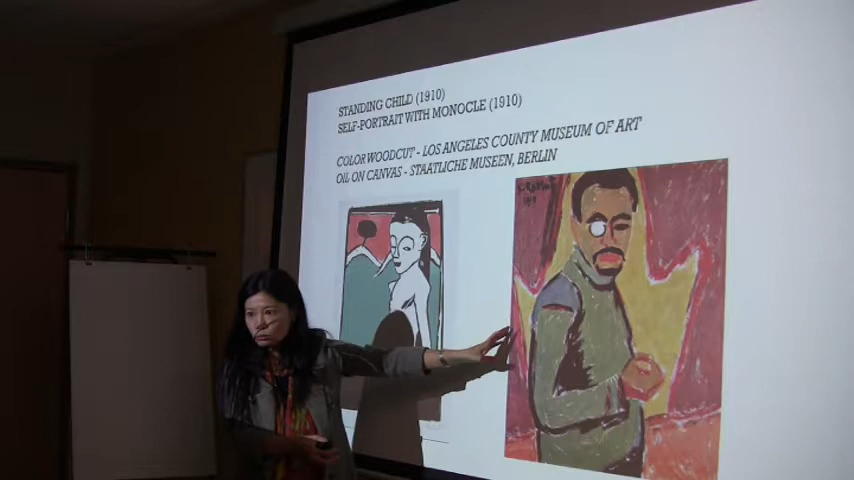 STANDING CHILD (1910)
SELF-PORTRAIT WITH MONOCLE (1910)
COLOR WOODCUT - LOS ANGELES COUNTY MUSEUM OF ART
OIL ON CANVAS - STAATLICHE MUSEEN, BERLIN